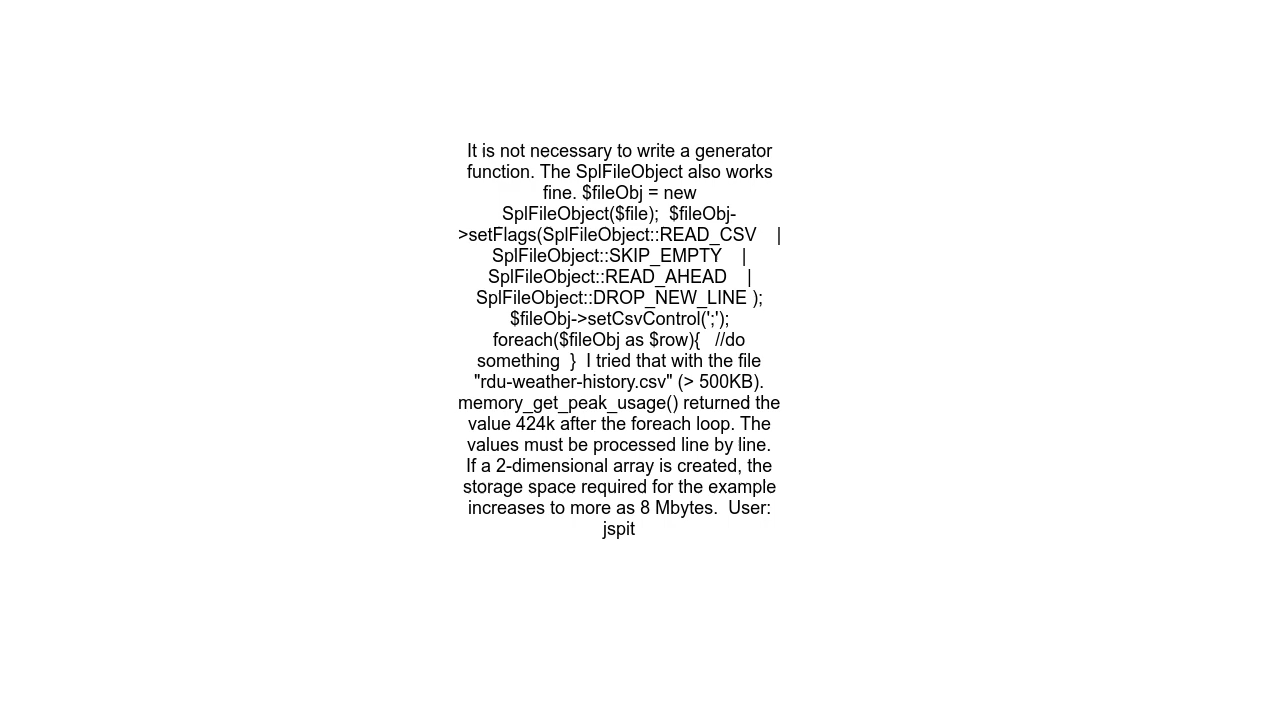 It is not necessary to write a generator
function. The SplFileObject also works
fine. $fileObj = new
SplFileObject($file);  $fileObj-
>setFlags(SplFileObject::READ_CSV    |
SplFileObject::SKIP_EMPTY    |
SplFileObject::READ_AHEAD    |
SplFileObject::DROP_NEW_LINE );
$fileObj->setCsvControl(';');
foreach($fileObj as $row){   //do
something  }  I tried that with the file
"rdu-weather-history.csv" (> 500KB).
memory_get_peak_usage() returned the
value 424k after the foreach loop. The
values must be processed line by line.
If a 2-dimensional array is created, the
storage space required for the example
increases to more as 8 Mbytes.  User:
jspit